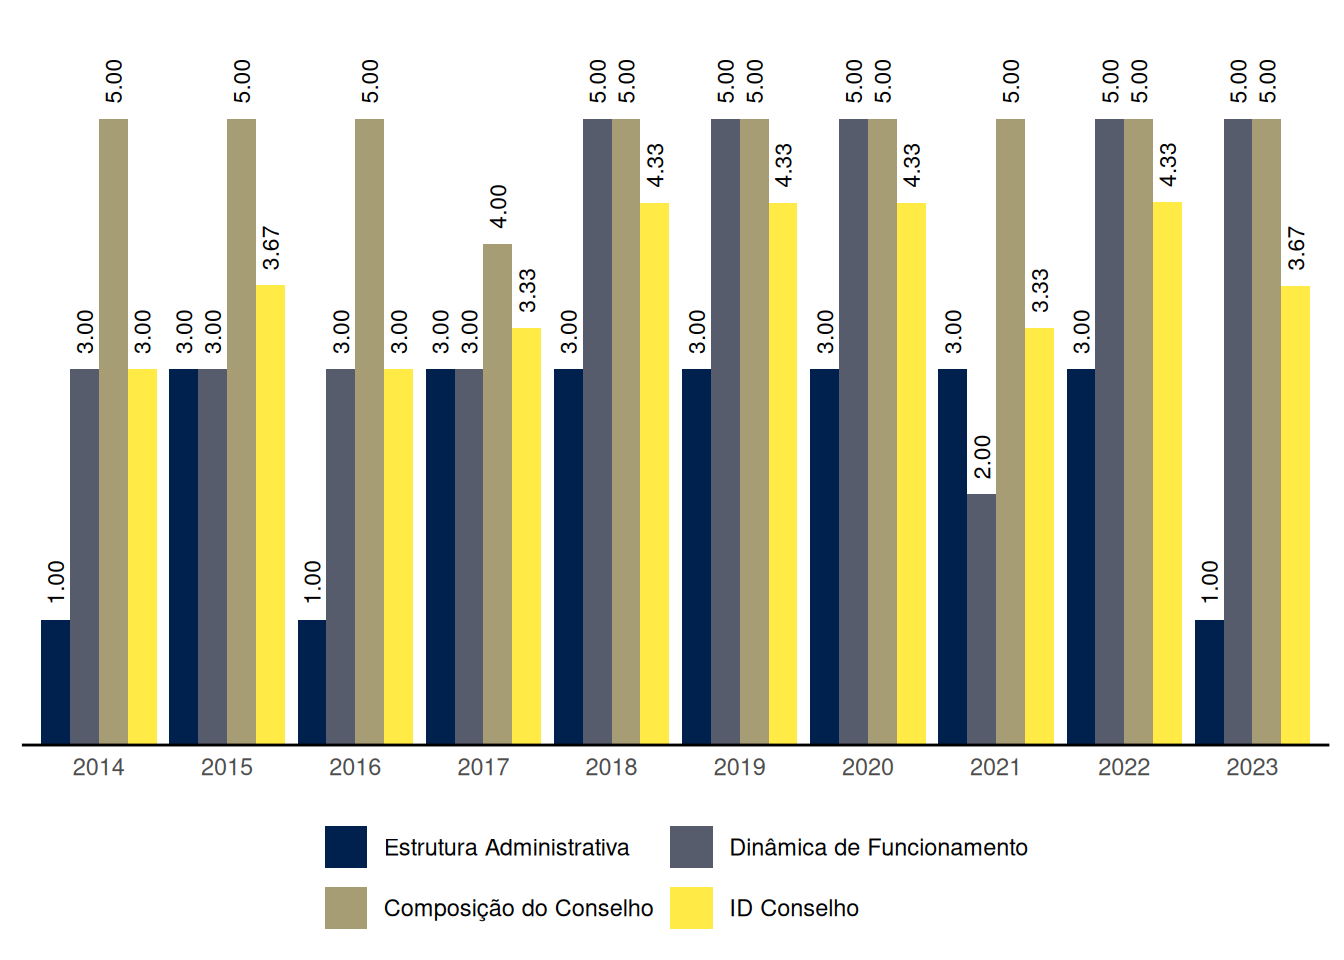 1.00 3.00 5.00 3.00 3.00 3.00 5.00 3.67 1.00 3.00 5.00 3.00 3.00 3.00 4.00 3.33 3.00 5.00 5.00 4.33 3.00 5.00 5.00 4.33 3.00 5.00 5.00 4.33 3.00 2.00 5.00 3.33 3.00 5.00 5.00 4.33 1.00 5.00 5.00 3.67
2014 2015 2016 2017 2018 2019 2020 2021 2022 2023
Estrutura Administrativa Dinâmica de Funcionamento
Composição do Conselho ID Conselho